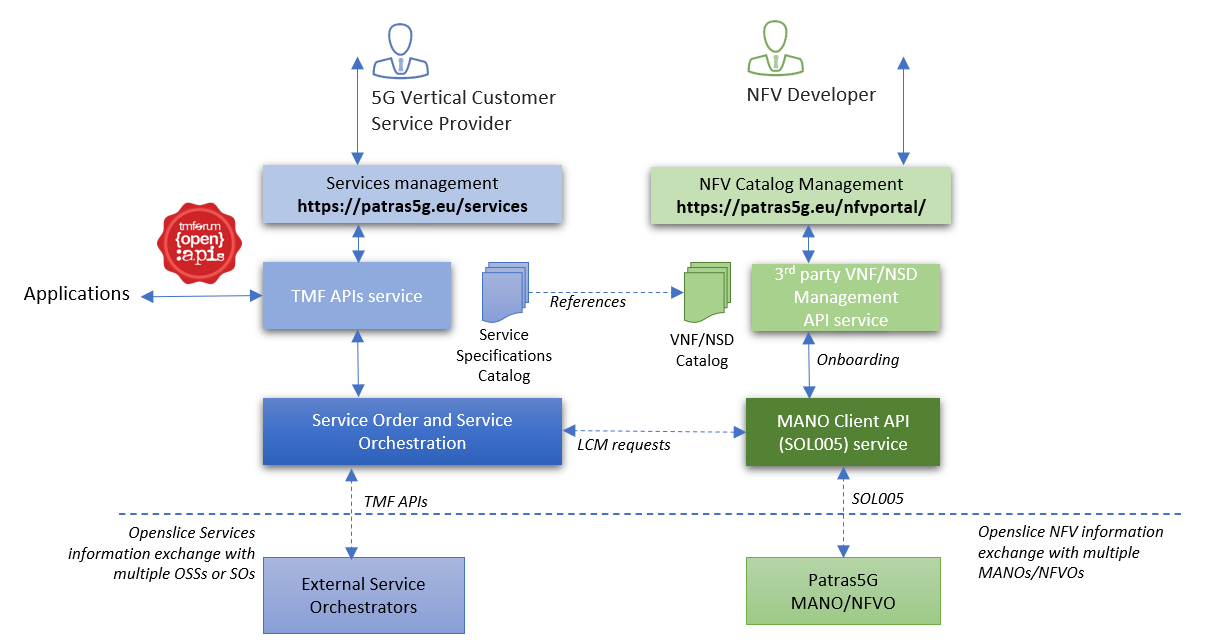 5G Vertical Customer
Service Provider
NFV Developer
Services management
https://patras5g.eu/services
NFV Catalog Management
https://patras5g.eu/nfvportal/
tmforum
{open}
:apis
Applications
TMF APIs service
References
3rd party VNF/NSD
Management
API service
Service
Specifications
Catalog
VNF/NSD
Catalog
Onboarding
Service Order and Service
Orchestration
LCM requests
MANO Client API
(SOL005) service
TMF APIs
SOL005
Openslice Services
information exchange with
multiple OSSs or SOs
Openslice NFV information
exchange with multiple
MANOs/NFVOs
External Service
Orchestrators
Patras5G
MANO/NFVO